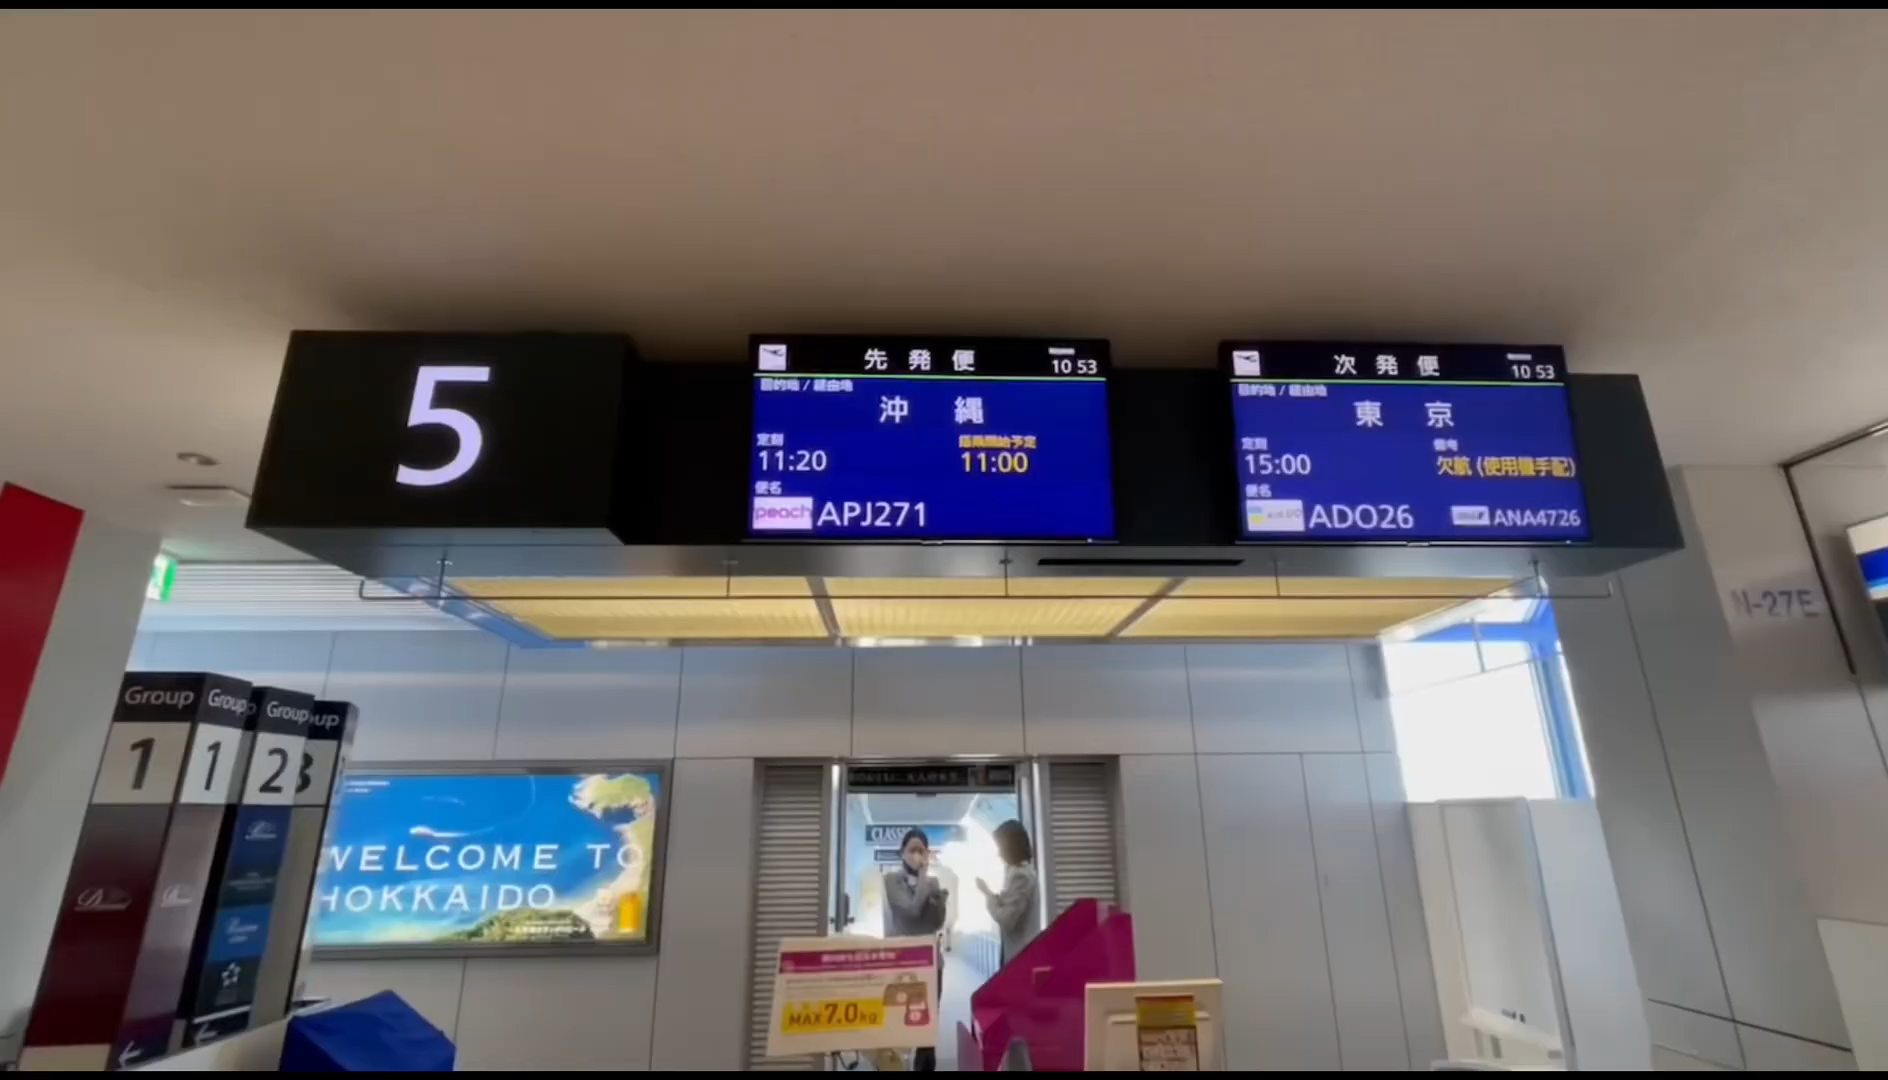 5
先発便
10 53
目的地 / 経由地
沖縄
定刻
搭乗開始予定
11:20
11:00
便名
peach APJ271
次発便
10 53
目的地 / 経由地
東京
定刻
備考
15:00
欠航 (使用機手配)
便名
ADO26
ANA4726
N-27E
Group
1
Group
1
Group
2
3
WELCOME TO
HOKKAIDO
CLASS
MAX 7.0kg